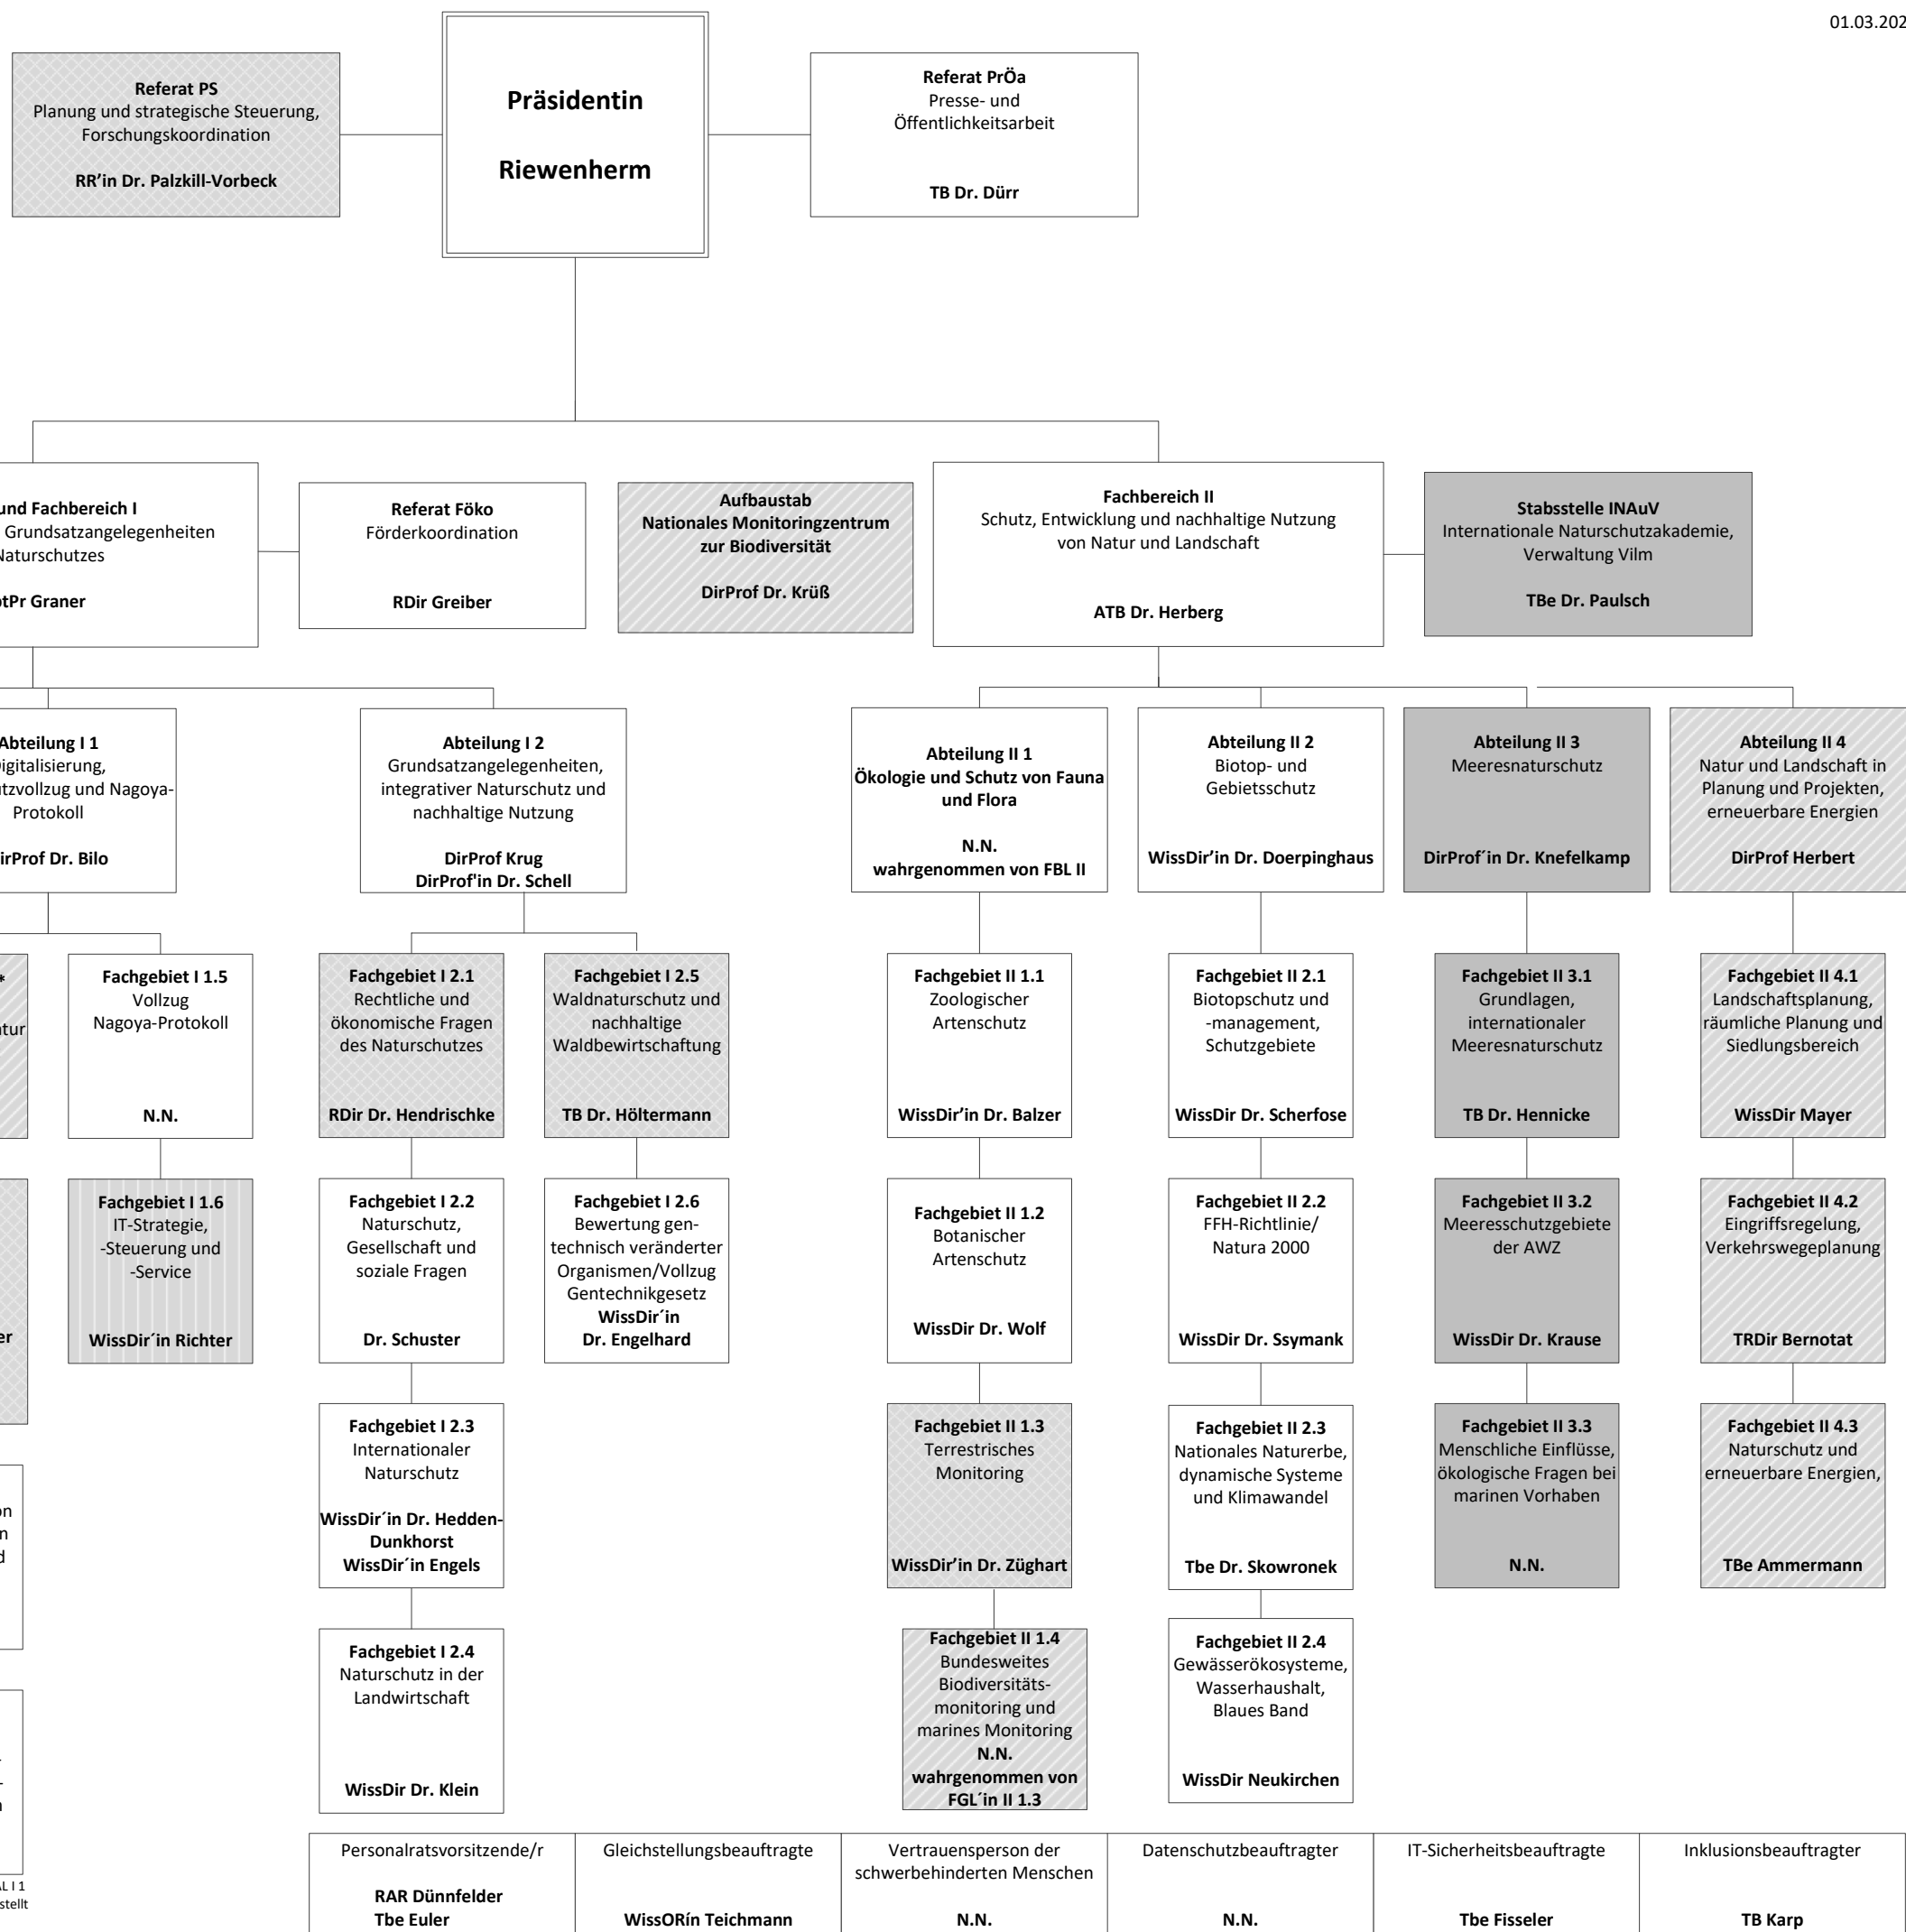 01.03.202
Referat PS
Planung und strategische Steuerung,
Forschungskoordination
RR’in Dr. Palzkill-Vorbeck
Präsidentin
Riewenherm
Referat PrÖa
Presse- und
Öffentlichkeitsarbeit
TB Dr. Dürr
und Fachbereich I
Grundsatzangelegenheiten
Naturschutzes
tPr Graner
Referat Föko
Förderkoordination
RDir Greiber
Aufbaustab
Nationales Monitoringzentrum
zur Biodiversität
DirProf Dr. Krüß
Fachbereich II
Schutz, Entwicklung und nachhaltige Nutzung
von Natur und Landschaft
ATB Dr. Herberg
Stabsstelle INAuV
Internationale Naturschutzakademie,
Verwaltung Vilm
TBe Dr. Paulsch
Abteilung I 1
igitalisierung,
tzvollzug und Nagoya-
Protokoll
irProf Dr. Bilo
Abteilung I 2
Grundsatzangelegenheiten,
integrativer Naturschutz und
nachhaltige Nutzung
DirProf Krug
DirProf'in Dr. Schell
Abteilung II 1
Ökologie und Schutz von Fauna
und Flora
N.N.
wahrgenommen von FBL II
Abteilung II 2
Biotop- und
Gebietsschutz
WissDir’in Dr. Doerpinghaus
Abteilung II 3
Meeresnaturschutz
DirProf´in Dr. Knefelkamp
Abteilung II 4
Natur und Landschaft in
Planung und Projekten,
erneuerbare Energien
DirProf Herbert
*
tur
Fachgebiet I 1.5
Vollzug
Nagoya-Protokoll
N.N.
Fachgebiet I 2.1
Rechtliche und
ökonomische Fragen
des Naturschutzes
RDir Dr. Hendrischke
Fachgebiet I 2.5
Waldnaturschutz und
nachhaltige
Waldbewirtschaftung
TB Dr. Höltermann
Fachgebiet II 1.1
Zoologischer
Artenschutz
WissDir’in Dr. Balzer
Fachgebiet II 2.1
Biotopschutz und
-management,
Schutzgebiete
WissDir Dr. Scherfose
Fachgebiet II 3.1
Grundlagen,
internationaler
Meeresnaturschutz
TB Dr. Hennicke
Fachgebiet II 4.1
Landschaftsplanung,
räumliche Planung und
Siedlungsbereich
WissDir Mayer
er
Fachgebiet I 1.6
IT-Strategie,
-Steuerung und
-Service
WissDir´in Richter
Fachgebiet I 2.2
Naturschutz,
Gesellschaft und
soziale Fragen
Dr. Schuster
Fachgebiet I 2.6
Bewertung gen-
technisch veränderter
Organismen/Vollzug
Gentechnikgesetz
WissDir´in
Dr. Engelhard
Fachgebiet II 1.2
Botanischer
Artenschutz
WissDir Dr. Wolf
Fachgebiet II 2.2
FFH-Richtlinie/
Natura 2000
WissDir Dr. Ssymank
Fachgebiet II 3.2
Meeresschutzgebiete
der AWZ
WissDir Dr. Krause
Fachgebiet II 4.2
Eingriffsregelung,
Verkehrswegeplanung
TRDir Bernotat
on
n
d
Fachgebiet I 2.3
Internationaler
Naturschutz
WissDir´in Dr. Hedden-
Dunkhorst
WissDir´in Engels
Fachgebiet II 1.3
Terrestrisches
Monitoring
WissDir’in Dr. Züghart
Fachgebiet II 2.3
Nationales Naturerbe,
dynamische Systeme
und Klimawandel
Tbe Dr. Skowronek
Fachgebiet II 3.3
Menschliche Einflüsse,
ökologische Fragen bei
marinen Vorhaben
N.N.
Fachgebiet II 4.3
Naturschutz und
erneuerbare Energien,
TBe Ammermann
Fachgebiet I 2.4
Naturschutz in der
Landwirtschaft
WissDir Dr. Klein
Fachgebiet II 1.4
Bundesweites
Biodiversitäts-
monitoring und
marines Monitoring
N.N.
wahrgenommen von
FGL´in II 1.3
Fachgebiet II 2.4
Gewässerökosysteme,
Wasserhaushalt,
Blaues Band
WissDir Neukirchen
AL I 1
stellt
Personalratsvorsitzende/r
RAR Dünnfelder
Tbe Euler
Gleichstellungsbeauftragte
WissORín Teichmann
Vertrauensperson der
schwerbehinderten Menschen
N.N.
Datenschutzbeauftragter
N.N.
IT-Sicherheitsbeauftragte
Tbe Fisseler
Inklusionsbeauftragter
TB Karp